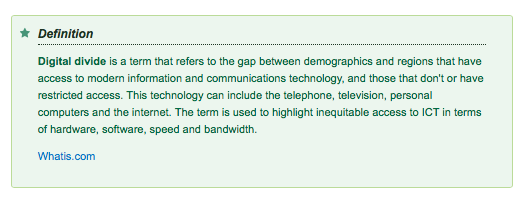 Definition
Digital divide is a term that refers to the gap between demographics and regions that have
access to modern information and communications technology, and those that don't or have
restricted access. This technology can include the telephone, television, personal
computers and the internet. The term is used to highlight inequitable access to ICT in terms
of hardware, software, speed and bandwidth.
Whatis.com